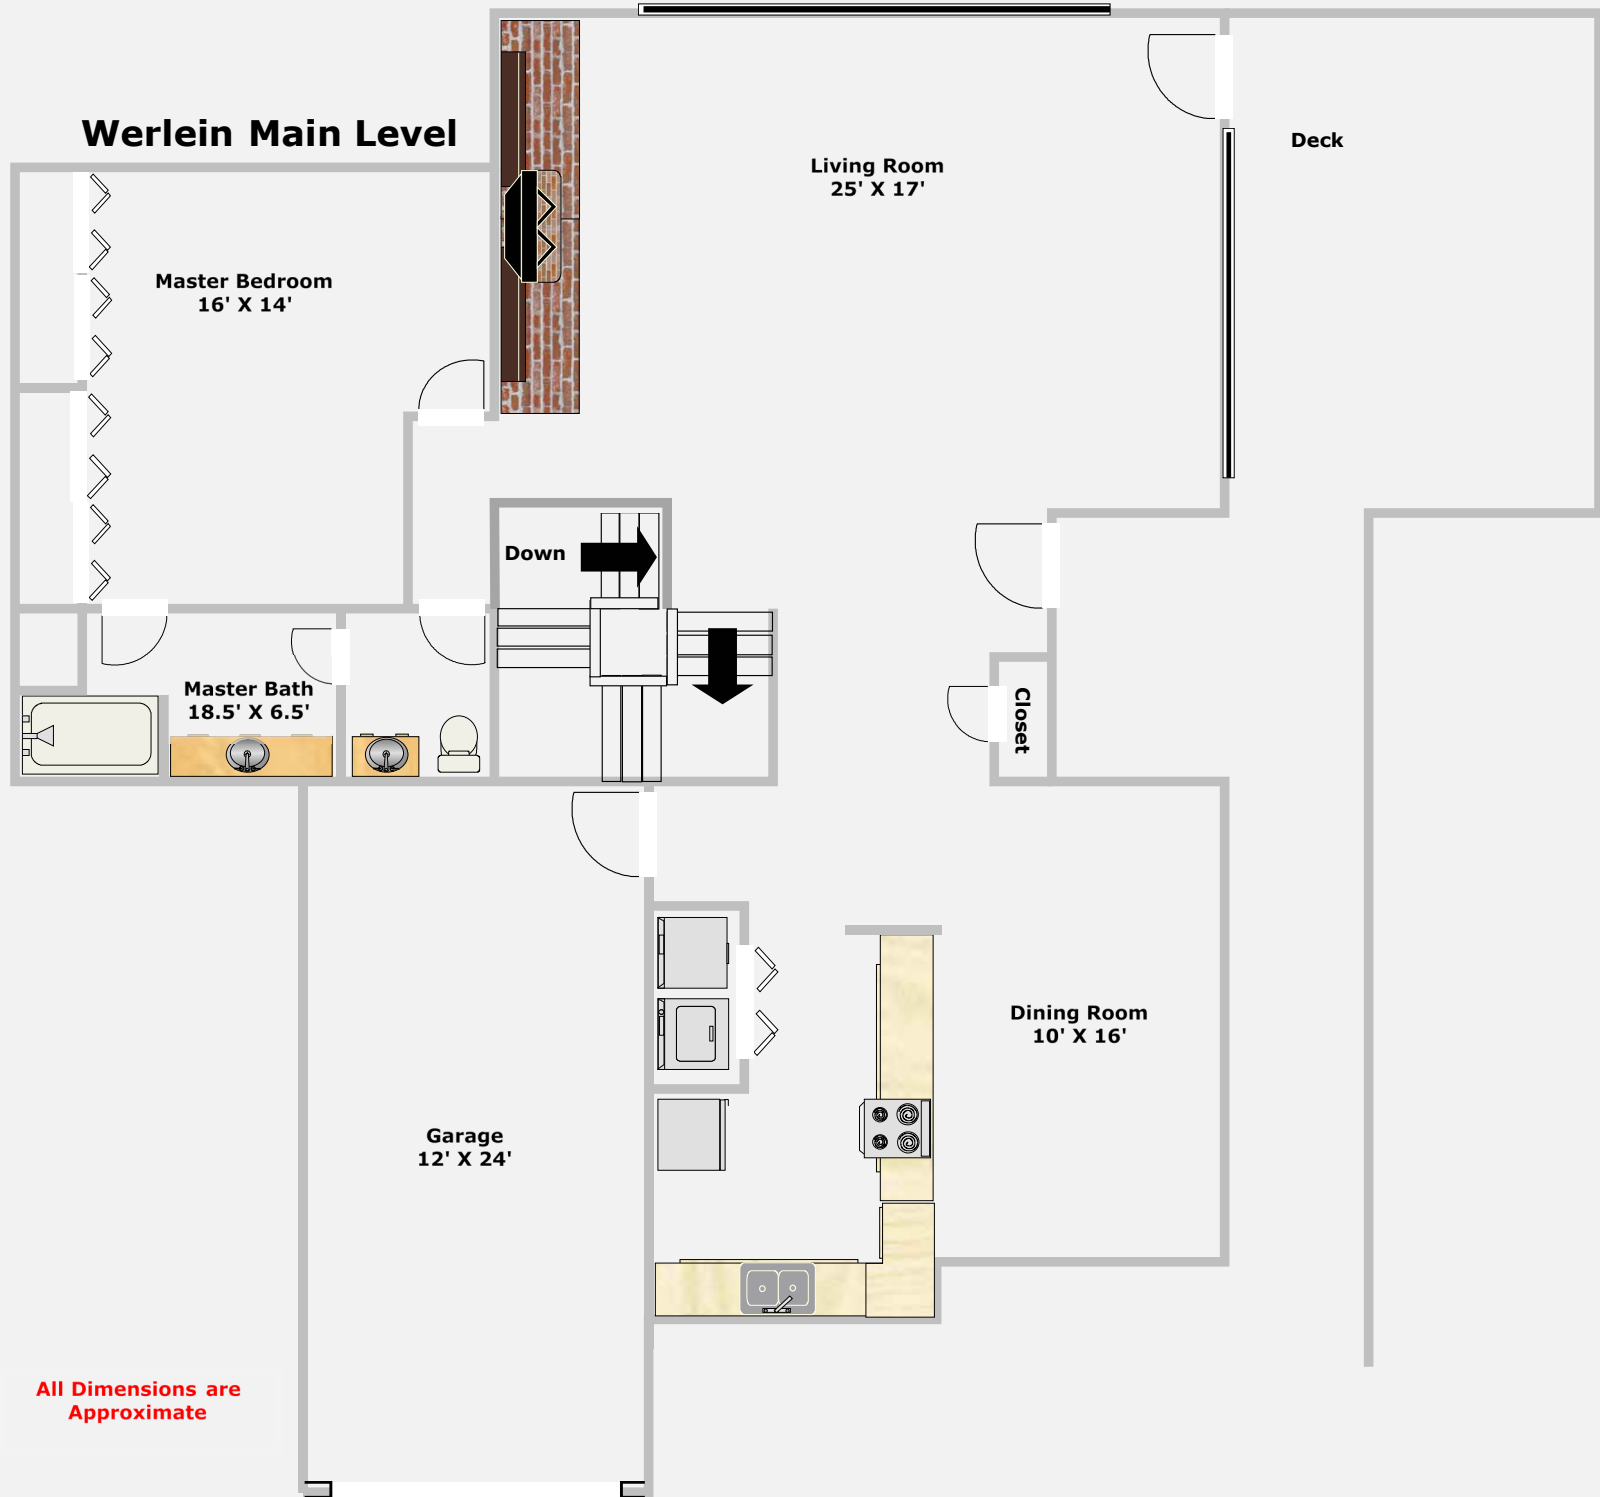 Werlein Main Level
Living Room
25' X 17'
Deck
Master Bedroom
16' X 14'
Down
Master Bath
18.5' X 6.5'
Closet
Dining Room
10' X 16'
Garage
12' X 24'
All Dimensions are
Approximate